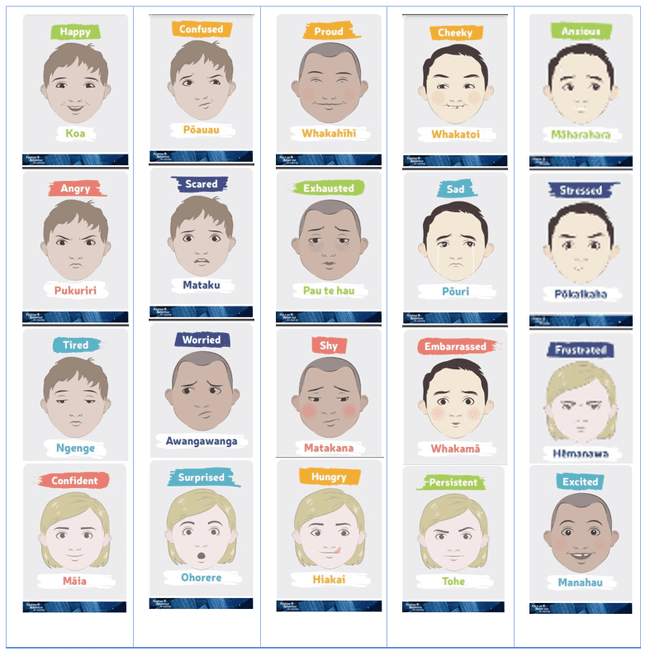 Happy
Koa
Confused
Pōauau
Proud
Whakahihi
Cheeky
Whakatoi
Anxious
Māharahara
Angry
Pukuriri
Scared
Mataku
Exhausted
Pau te hau
Sad
Pōuri
Stressed
Pōkaikaha
Tired
Ngenge
Worried
Awangawanga
Shy
Matakana
Embarrassed
Whakamā
Frustrated
Hēmanawa
Confident
Māia
Surprised
Ohorere
Hungry
Hiakai
Persistent
Tohe
Excited
Manahau